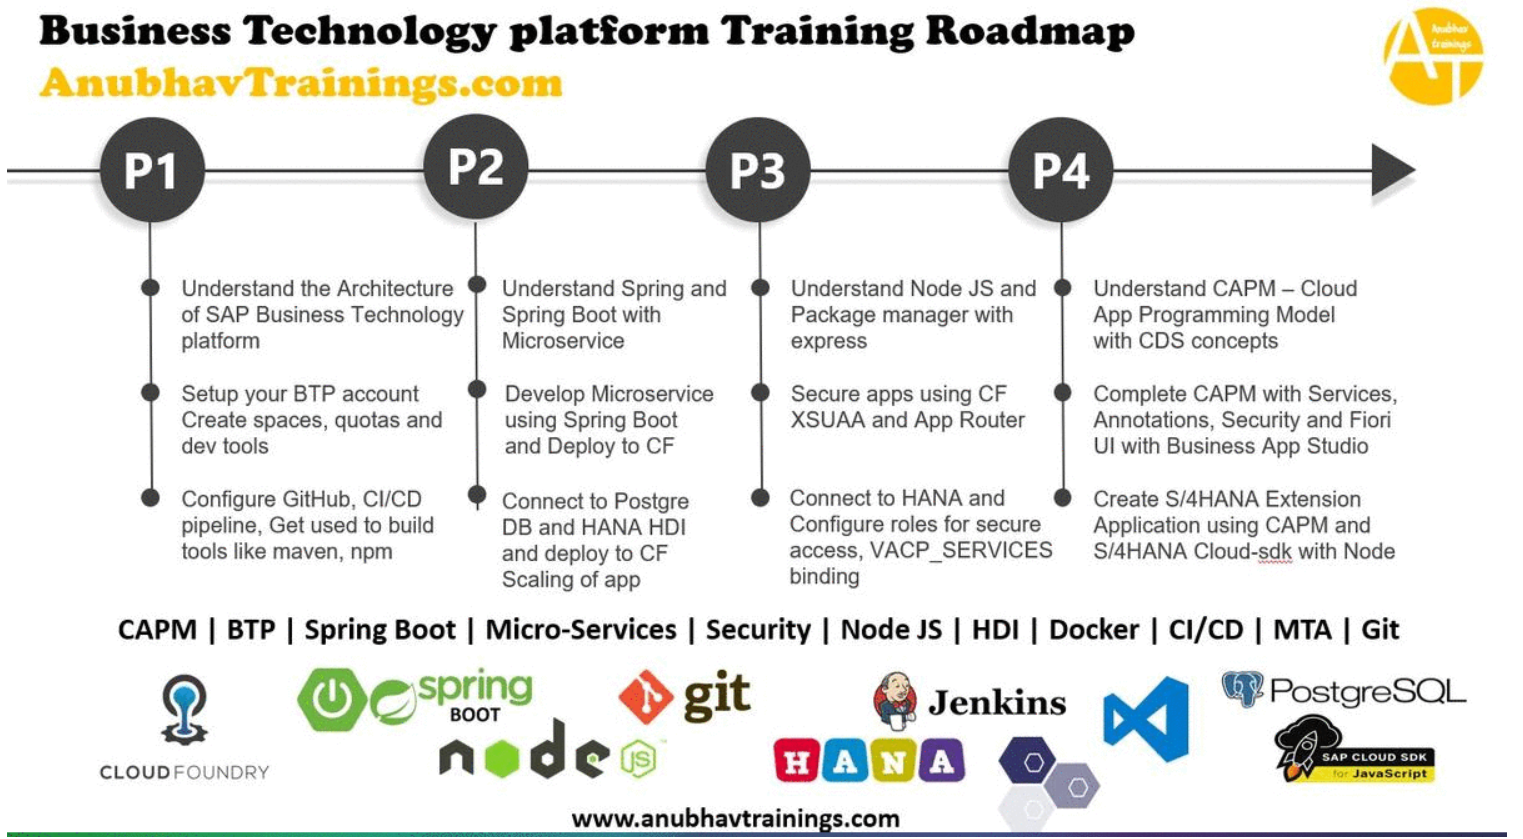 Business Technology platform Training Roadmap
AnubhavTrainings.com
Anubhav
trainings
AT
P1
P2
P3
P4
Understand the Architecture
of SAP Business Technology
platform
Setup your BTP account
Create spaces, quotas and
dev tools
Configure GitHub, CI/CD
pipeline, Get used to build
tools like maven, npm
Understand Spring and
Spring Boot with
Microservice
Develop Microservice
using Spring Boot
and Deploy to CF
Connect to Postgre
DB and HANA HDI
and deploy to CF
Scaling of app
Understand Node JS and
Package manager with
express
Secure apps using CF
XSUAA and App Router
Connect to HANA and
Configure roles for secure
access, VACP_SERVICES
binding
Understand CAPM – Cloud
App Programming Model
with CDS concepts
Complete CAPM with Services,
Annotations, Security and Fiori
UI with Business App Studio
Create S/4HANA Extension
Application using CAPM and
S/4HANA Cloud-sdk with Node
CAPM | BTP | Spring Boot | Micro-Services | Security | Node JS | HDI | Docker | CI/CD | MTA | Git
CLOUD FOUNDRY
spring
BOOT
node
JS
git
Jenkins
HANA
PostgreSQL
SAP CLOUD SDK
for JavaScript
www.anubhavtrainings.com